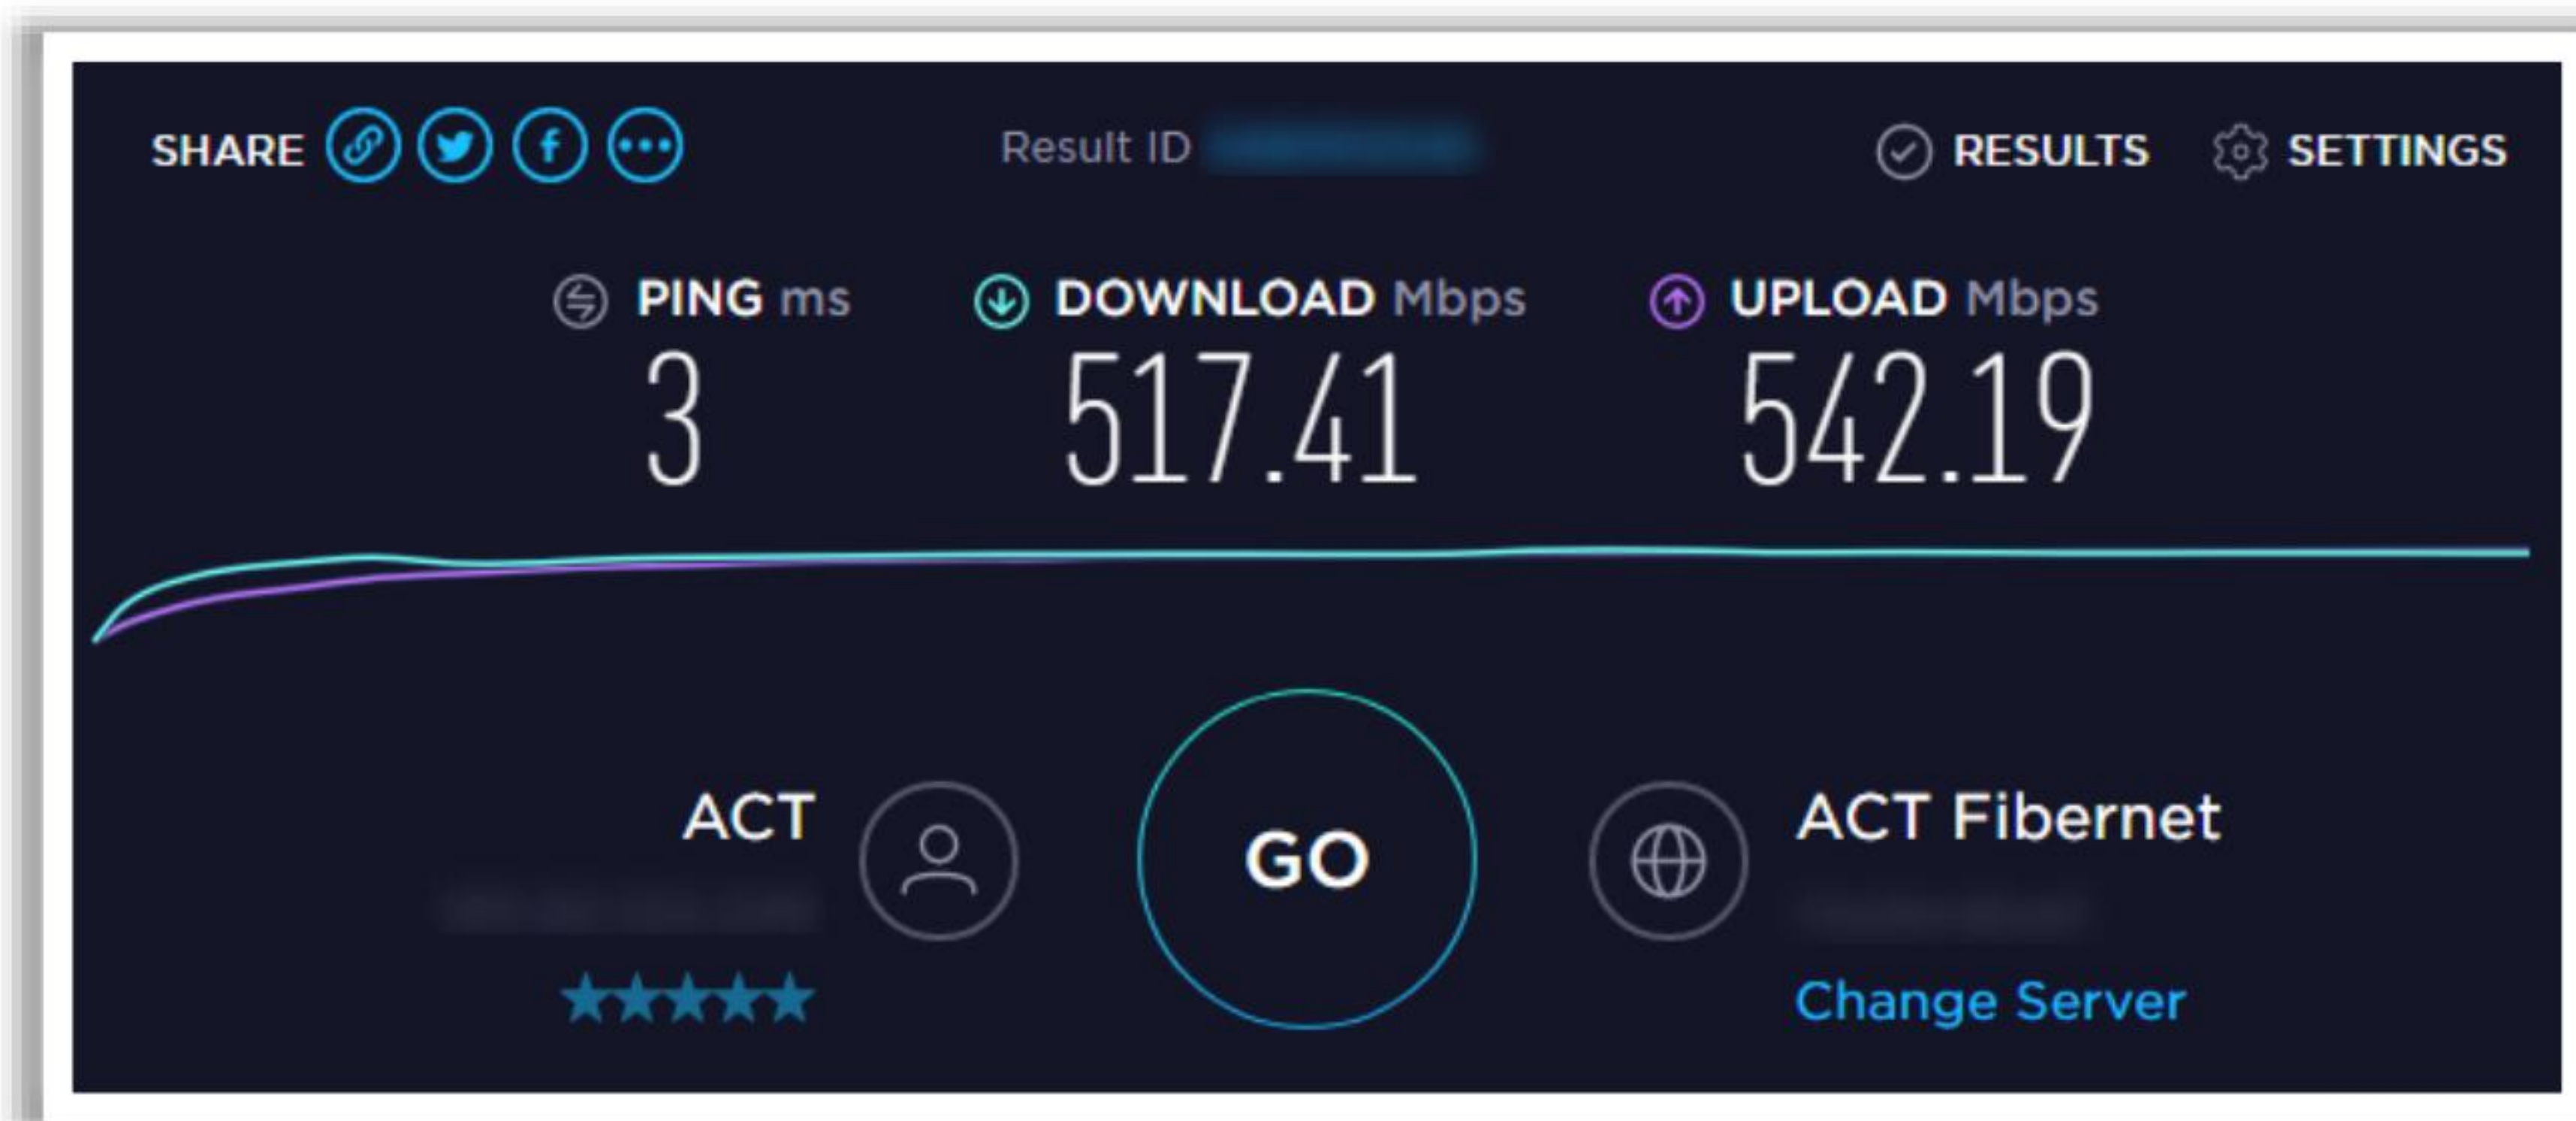 SHARE Result ID RESULTS SETTINGS
PING ms DOWNLOAD Mbps UPLOAD Mbps
3 517.41 542.19
ACT GO ACT Fibernet
Change Server